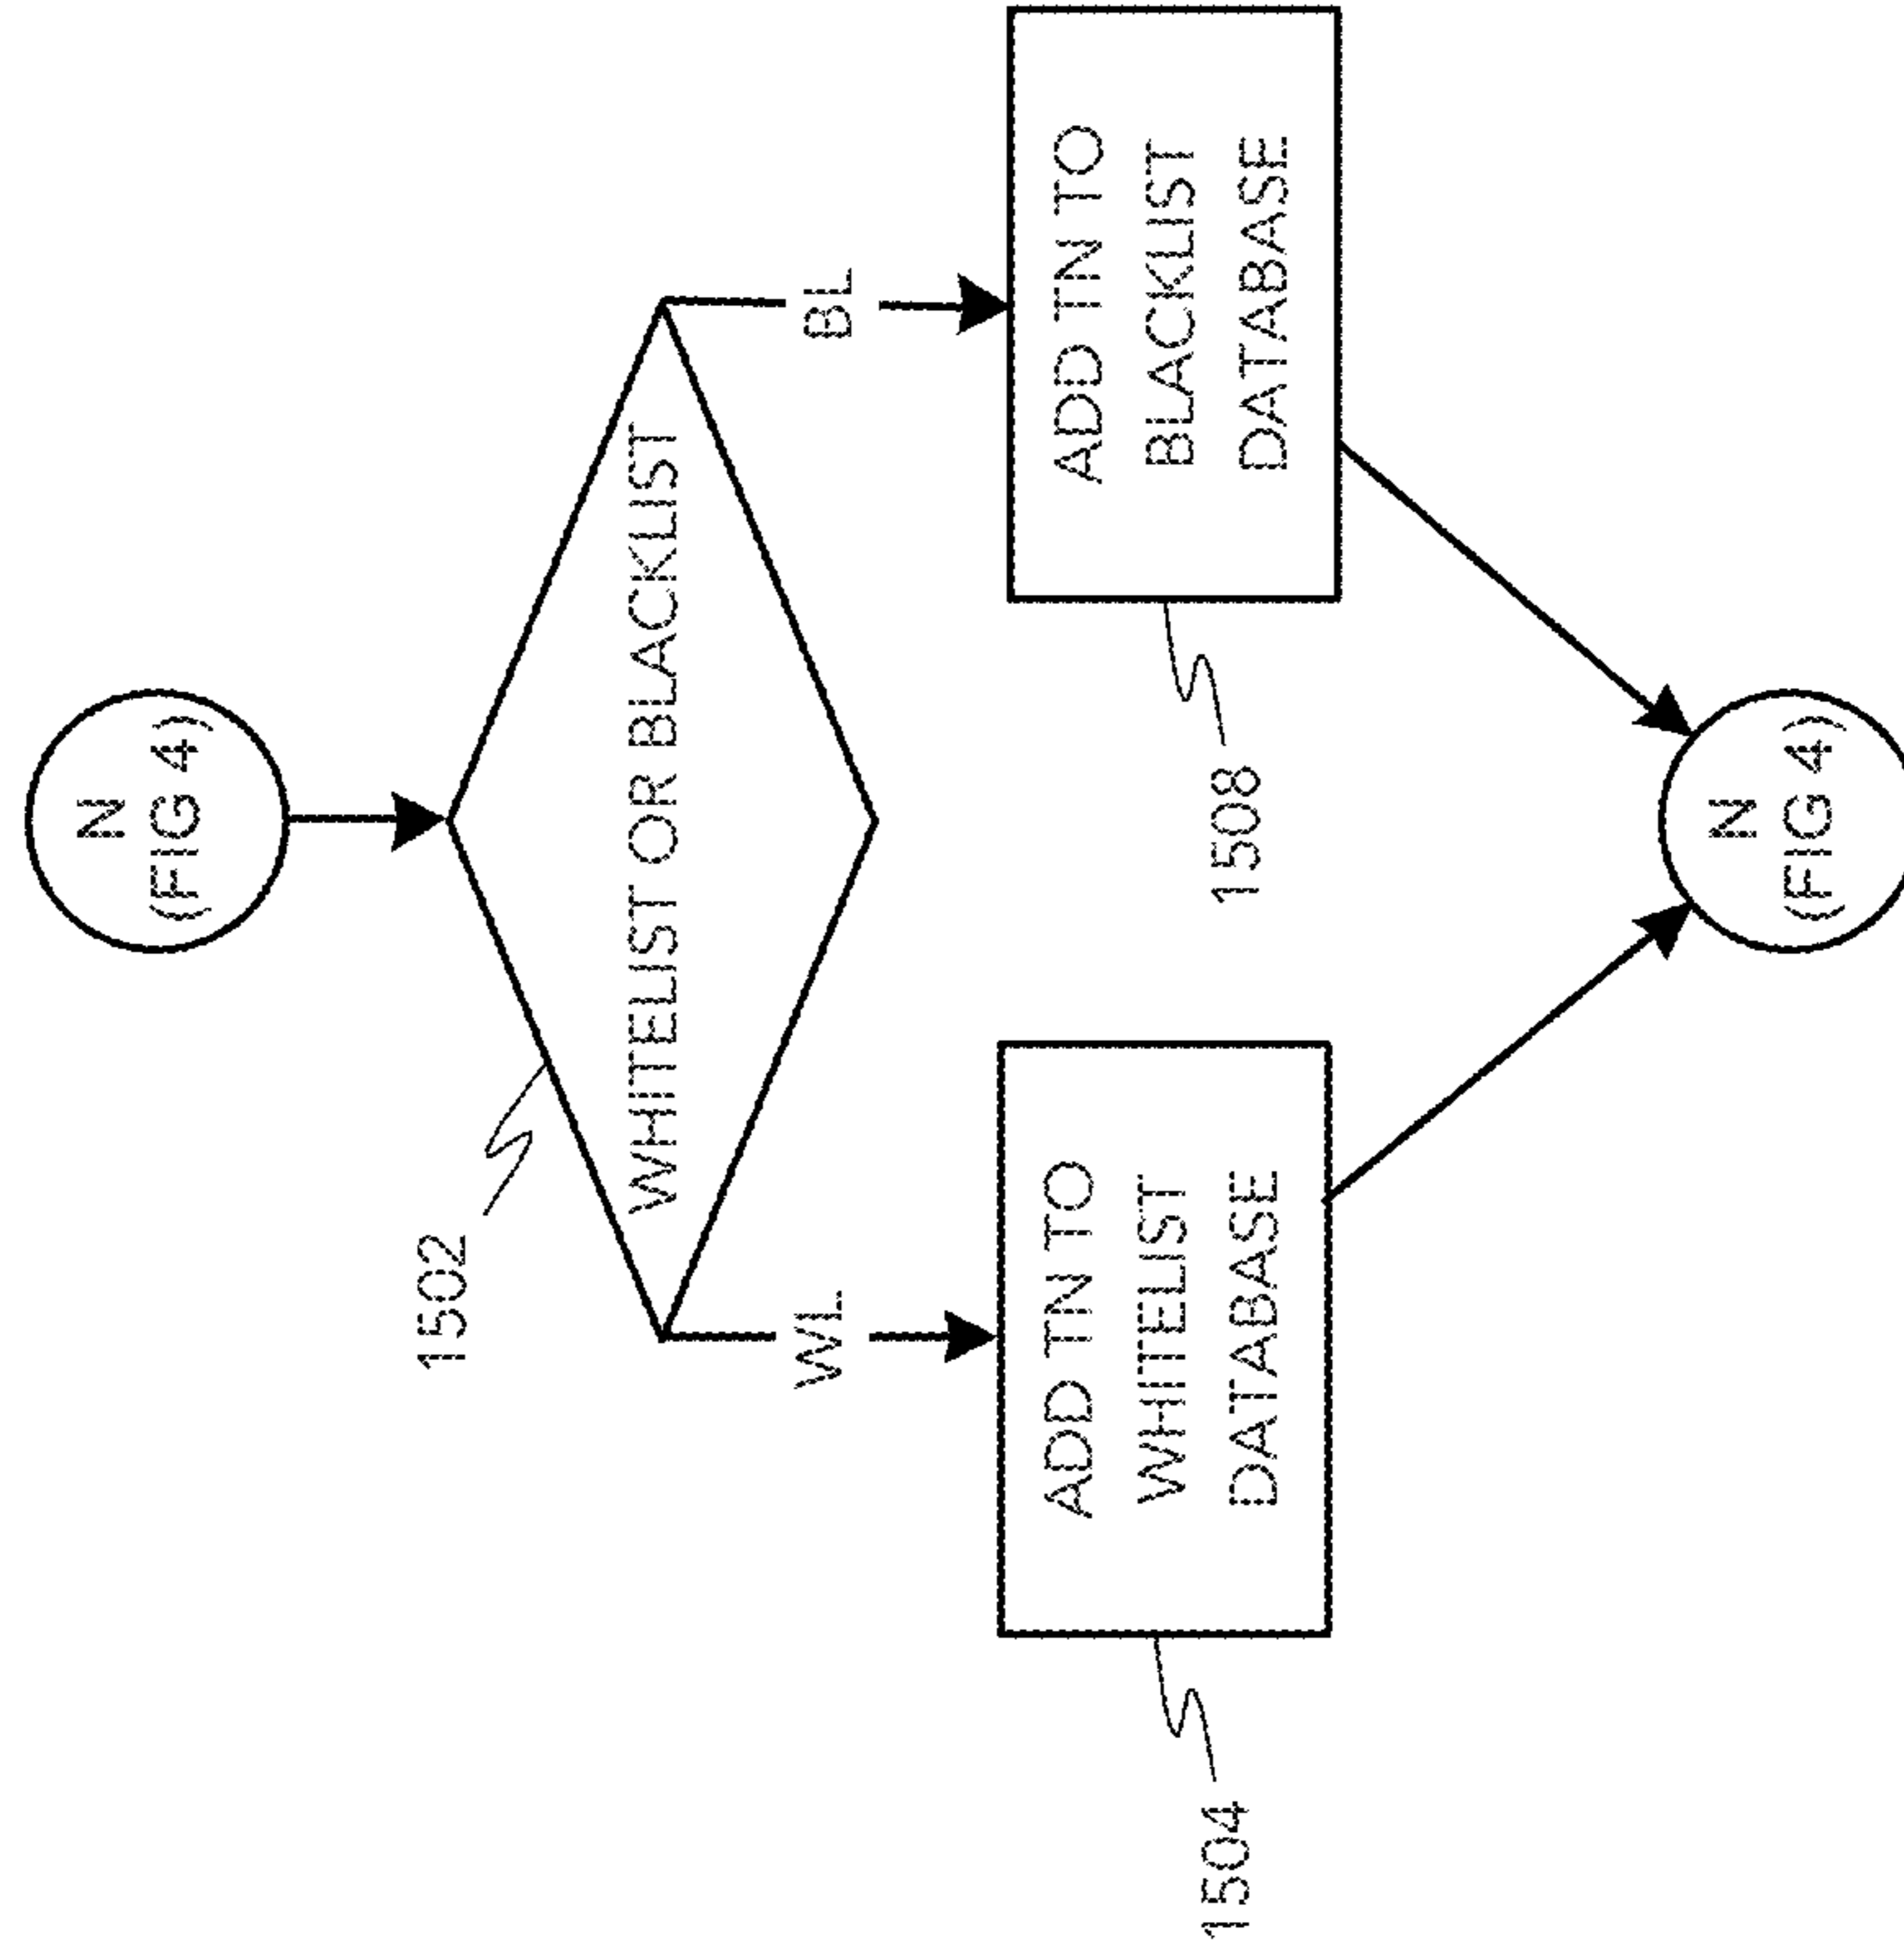 N
(FIG 4)
1502
WHITELIST OR BLACKLIST
WL
BL
1504
ADD TN TO
WHITELIST
DATABASE
1508
ADD TN TO
BLACKLIST
DATABASE
N
(FIG 4)